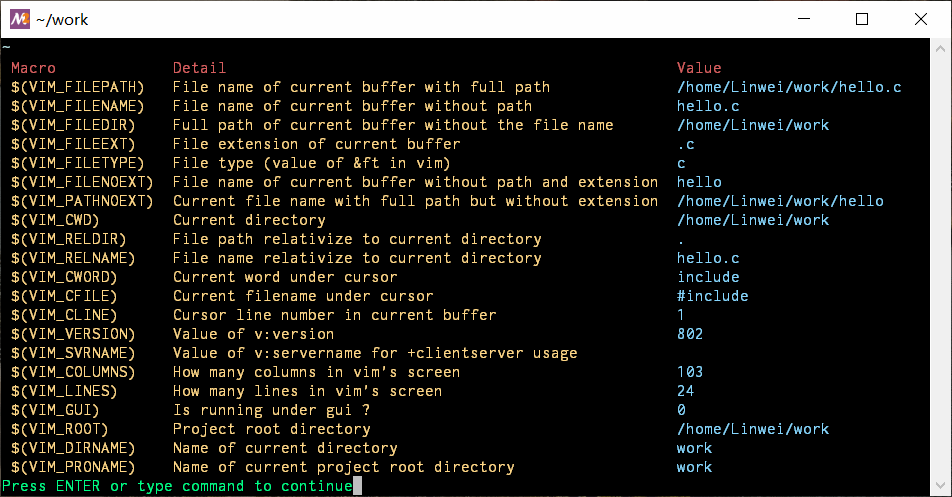 ~/work
~
Macro Detail Value
$(VIM_FILEPATH) File name of current buffer with full path /home/Linwei/work/hello.c
$(VIM_FILENAME) File name of current buffer without path hello.c
$(VIM_FILEDIR) Full path of current buffer without the file name /home/Linwei/work
$(VIM_FILEEXT) File extension of current buffer .c
$(VIM_FILETYPE) File type (value of &ft in vim) c
$(VIM_FILENOEXT) File name of current buffer without path and extension hello
$(VIM_PATHNOEXT) Current file name with full path but without extension /home/Linwei/work/hello
$(VIM_CWD) Current directory /home/Linwei/work
$(VIM_RELDIR) File path relativize to current directory .
$(VIM_RELNAME) File name relativize to current directory hello.c
$(VIM_CWORD) Current word under cursor include
$(VIM_CFILE) Current filename under cursor #include
$(VIM_CLINE) Cursor line number in current buffer 1
$(VIM_VERSION) Value of v:version 802
$(VIM_SVRNAME) Value of v:servername for +clientserver usage
$(VIM_COLUMNS) How many columns in vim's screen 103
$(VIM_LINES) How many lines in vim's screen 24
$(VIM_GUI) Is running under gui ? 0
$(VIM_ROOT) Project root directory /home/Linwei/work
$(VIM_DIRNAME) Name of current directory work
$(VIM_PRONAME) Name of current project root directory work
Press ENTER or type command to continue